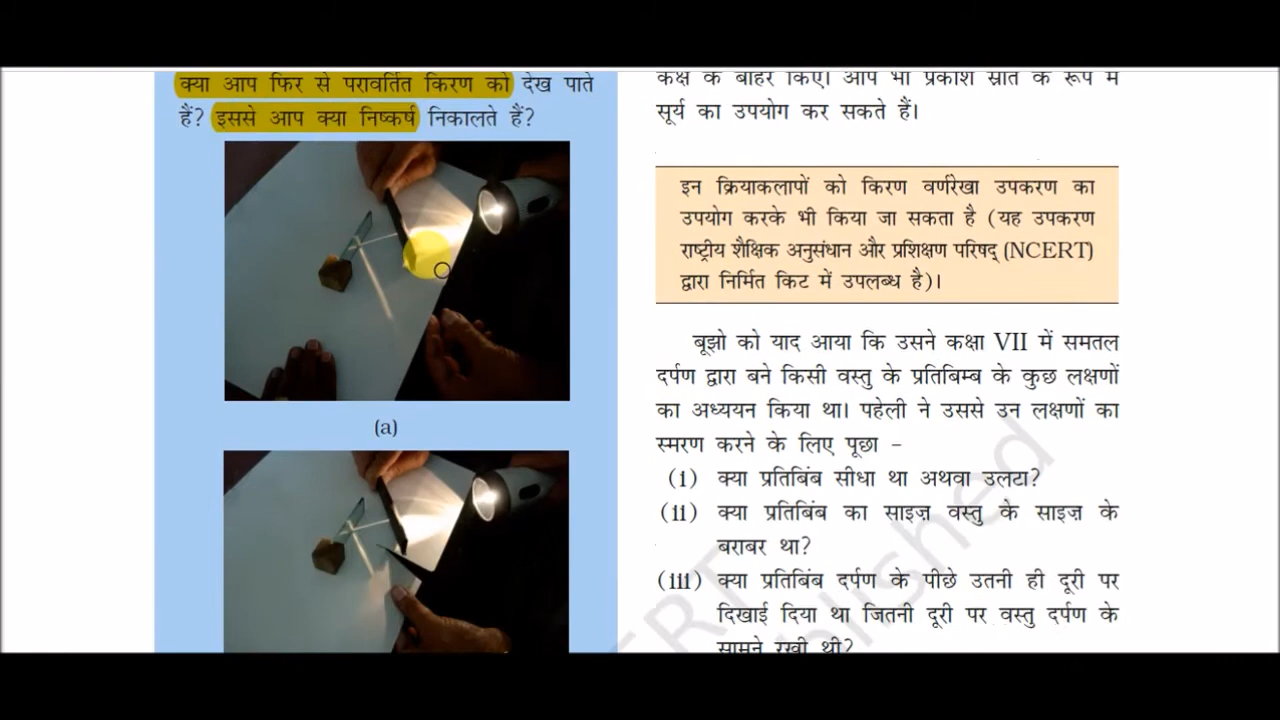 क्या आप फिर से परावर्तित किरण को देख पाते
हैं? इससे आप क्या निष्कर्ष निकालते हैं?
(a)
कक्ष के बाहर किए। आप भी प्रकाश स्रोत के रूप में
सूर्य का उपयोग कर सकते हैं।
इन क्रियाकलापों को किरण वर्णरेखा उपकरण का
उपयोग करके भी किया जा सकता है (यह उपकरण
राष्ट्रीय शैक्षिक अनुसंधान और प्रशिक्षण परिषद् (NCERT)
द्वारा निर्मित किट में उपलब्ध है)।
बूझो को याद आया कि उसने कक्षा VII में समतल
दर्पण द्वारा बने किसी वस्तु के प्रतिबिम्ब के कुछ लक्षणों
का अध्ययन किया था। पहेली ने उससे उन लक्षणों का
स्मरण करने के लिए पूछा –
(i) क्या प्रतिबिंब सीधा था अथवा उलटा?
(ii) क्या प्रतिबिंब का साइज़ वस्तु के साइज़ के
बराबर था?
(iii) क्या प्रतिबिंब दर्पण के पीछे उतनी ही दूरी पर
दिखाई दिया था जितनी दूरी पर वस्तु दर्पण के
सामने रखी थी?